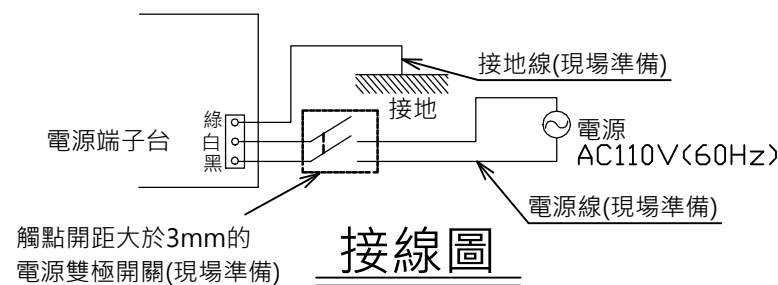 接地線(現場準備)
接地
綠
白
黑
電源端子台
電源
AC110V(60Hz)
電源線(現場準備)
觸點開距大於3mm的
電源雙極開關(現場準備)
接線圖